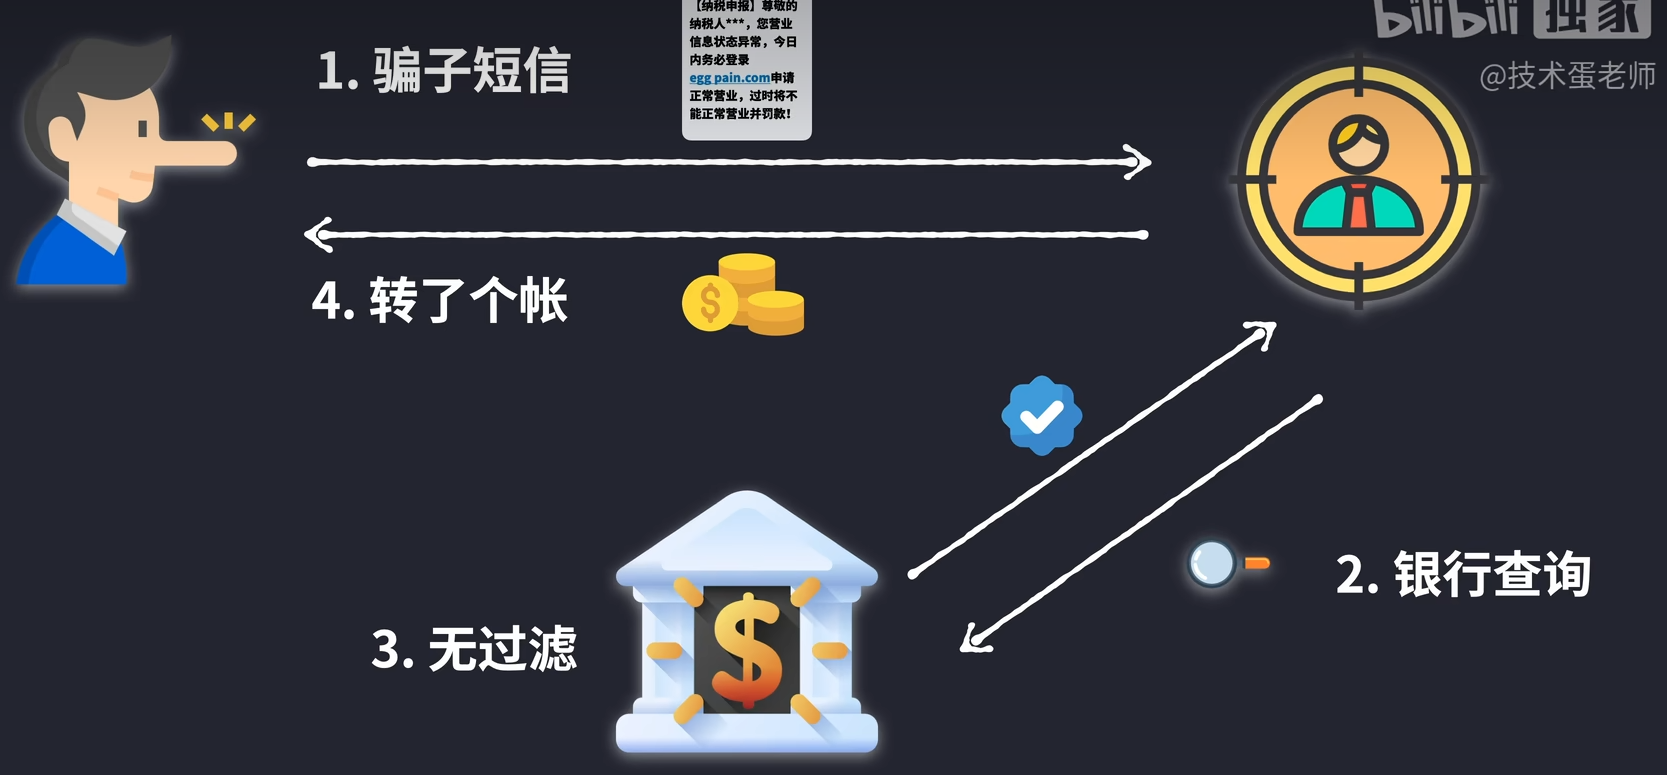 【纳税申报】尊敬的
纳税人***，您营业
信息状态异常，今日
内务必登录
egg pain.com申请
正常营业，过时将不
能正常营业并罚款！
bilibili 独家
@技术蛋老师
1. 骗子短信
4. 转了个帐
2. 银行查询
3. 无过滤